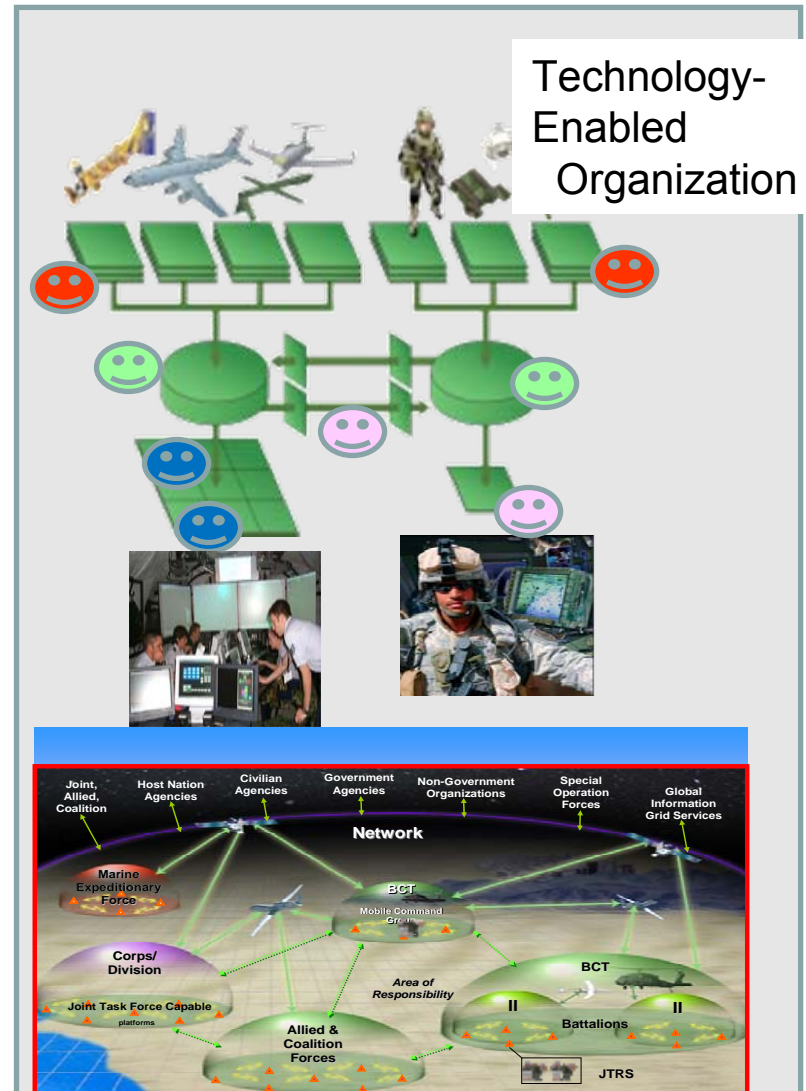 Technology-
Enabled
Organization
Joint,
Allied,
Coalition
Host Nation
Agencies
Civilian
Agencies
Government
Agencies
Non-Government
Organizations
Special
Operation
Forces
Global
Information
Grid Services
Network
Marine
Expeditionary
Force
BCT
Mobile Command
Corps/
Division
Joint Task Force Capable
platforms
Area of
Responsibility
BCT
II
II
Battalions
Allied &
Coalition
Forces
JTRS